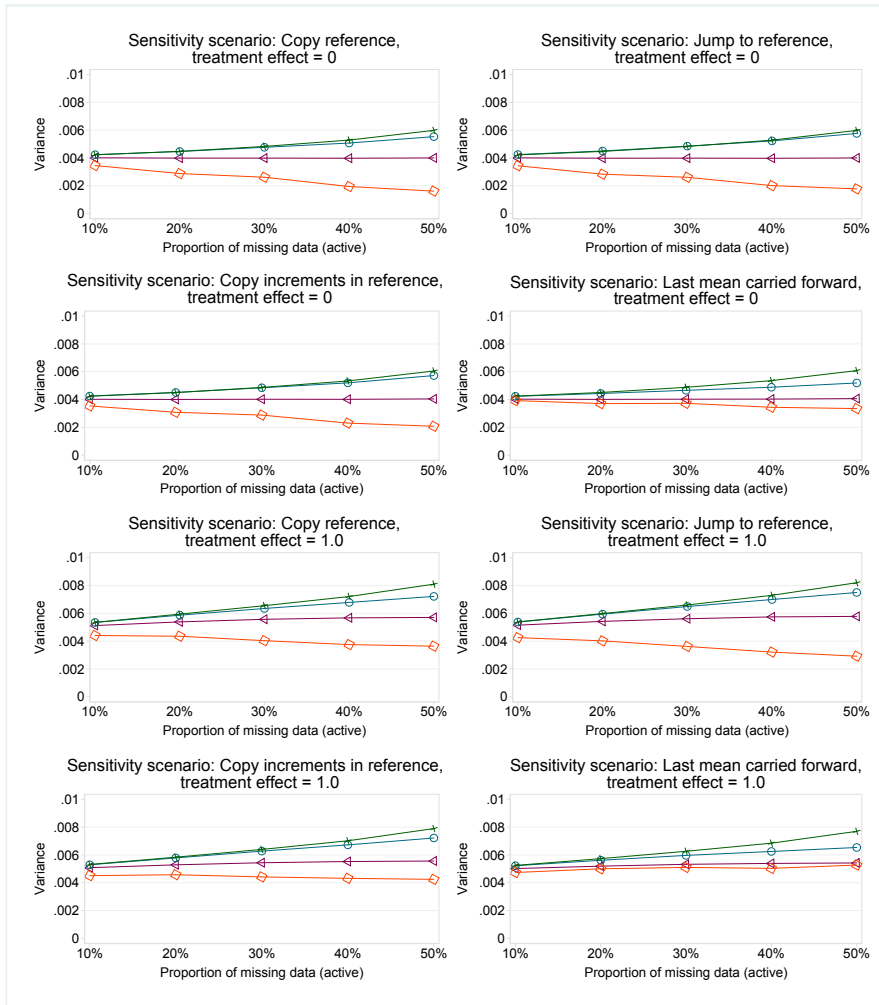 Sensitivity scenario: Copy reference,
treatment effect = 0
.01
.008
.006
.004
.002
0
Variance
10% 20% 30% 40% 50%
Proportion of missing data (active)
Sensitivity scenario: Jump to reference,
treatment effect = 0
.01
.008
.006
.004
.002
0
Variance
10% 20% 30% 40% 50%
Proportion of missing data (active)
Sensitivity scenario: Copy increments in reference,
treatment effect = 0
.01
.008
.006
.004
.002
0
Variance
10% 20% 30% 40% 50%
Proportion of missing data (active)
Sensitivity scenario: Last mean carried forward,
treatment effect = 0
.01
.008
.006
.004
.002
0
Variance
10% 20% 30% 40% 50%
Proportion of missing data (active)
Sensitivity scenario: Copy reference,
treatment effect = 1.0
.01
.008
.006
.004
.002
0
Variance
10% 20% 30% 40% 50%
Proportion of missing data (active)
Sensitivity scenario: Jump to reference,
treatment effect = 1.0
.01
.008
.006
.004
.002
0
Variance
10% 20% 30% 40% 50%
Proportion of missing data (active)
Sensitivity scenario: Copy increments in reference,
treatment effect = 1.0
.01
.008
.006
.004
.002
0
Variance
10% 20% 30% 40% 50%
Proportion of missing data (active)
Sensitivity scenario: Last mean carried forward,
treatment effect = 1.0
.01
.008
.006
.004
.002
0
Variance
10% 20% 30% 40% 50%
Proportion of missing data (active)